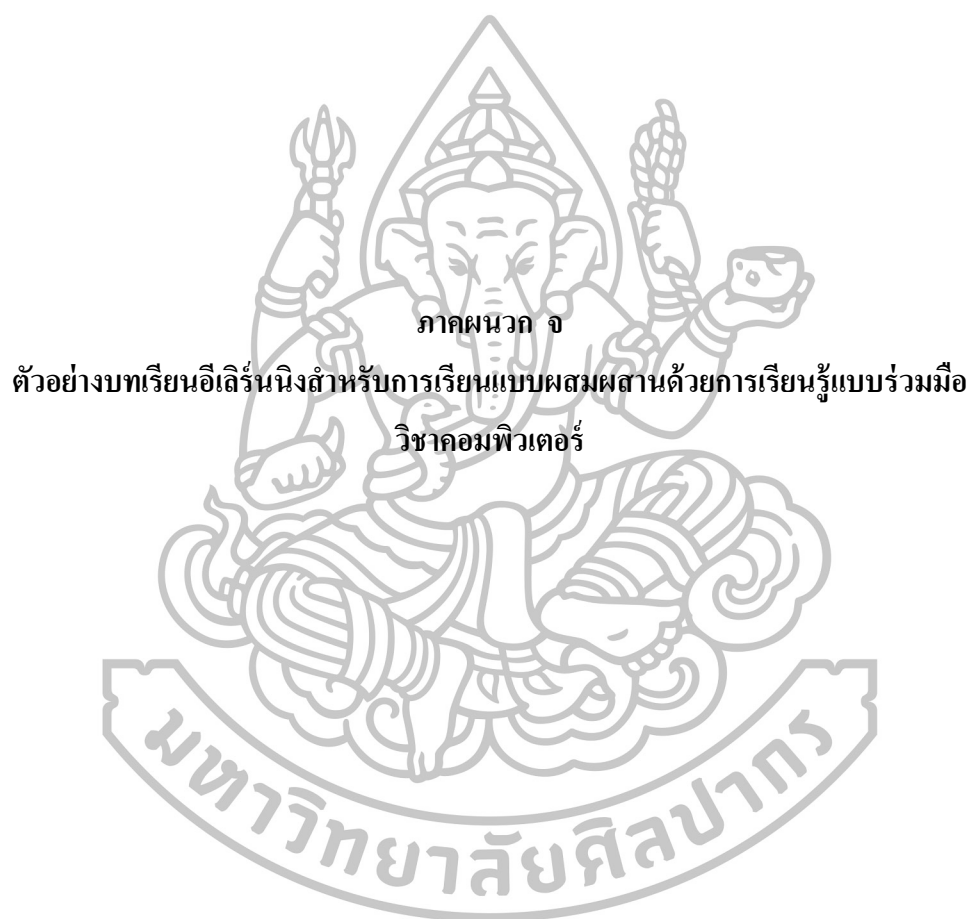 ภาคผนวก จ
ตัวอย่างบทเรียนอีเลิร์นนิงสำหรับการเรียนแบบผสมผสานด้วยการเรียนรู้แบบร่วมมือ
วิชาคอมพิวเตอร์
มหาวิทยาลัยศิลปากร